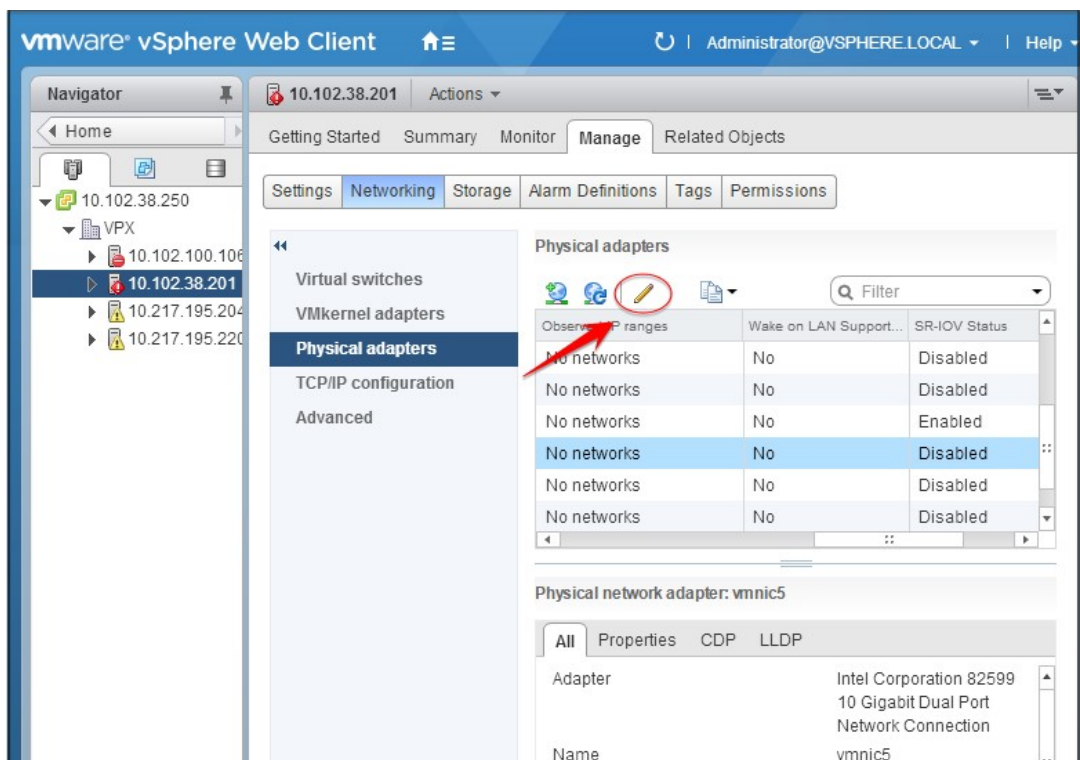 vmware® vSphere Web Client
Administrator@VSPHERE.LOCAL
Help
Navigator
10.102.38.201 Actions
Home
Getting Started Summary Monitor Manage Related Objects
Settings Networking Storage Alarm Definitions Tags Permissions
10.102.38.250
VPX
10.102.100.106
10.102.38.201
10.217.195.204
10.217.195.220
Virtual switches
VMkernel adapters
Physical adapters
TCP/IP configuration
Advanced
Physical adapters
Filter
ranges Wake on LAN Support... SR-IOV Status
No networks No Disabled
No networks No Disabled
No networks No Enabled
No networks No Disabled
No networks No Disabled
No networks No Disabled
Physical network adapter: vmnic5
All Properties CDP LLDP
Adapter Intel Corporation 82599
10 Gigabit Dual Port
Network Connection
Name vmnic5